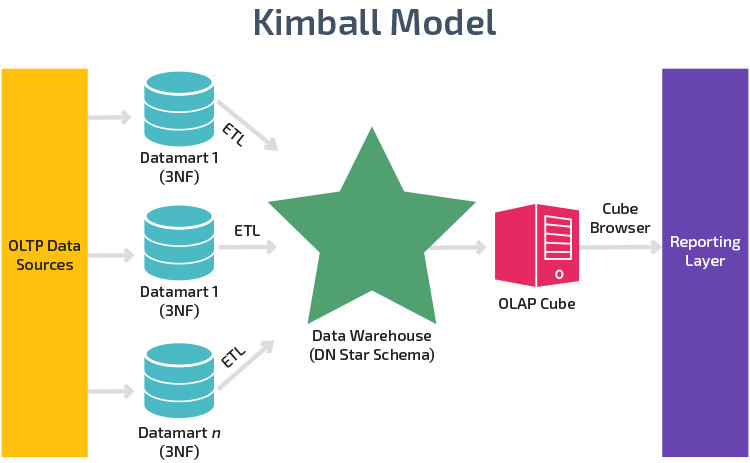 Kimball Model
OLTP Data
Sources
Datamart 1
(3NF)
ETL
Datamart 1
(3NF)
ETL
Datamart n
(3NF)
ETL
Data Warehouse
(DN Star Schema)
OLAP Cube
Cube
Browser
Reporting
Layer